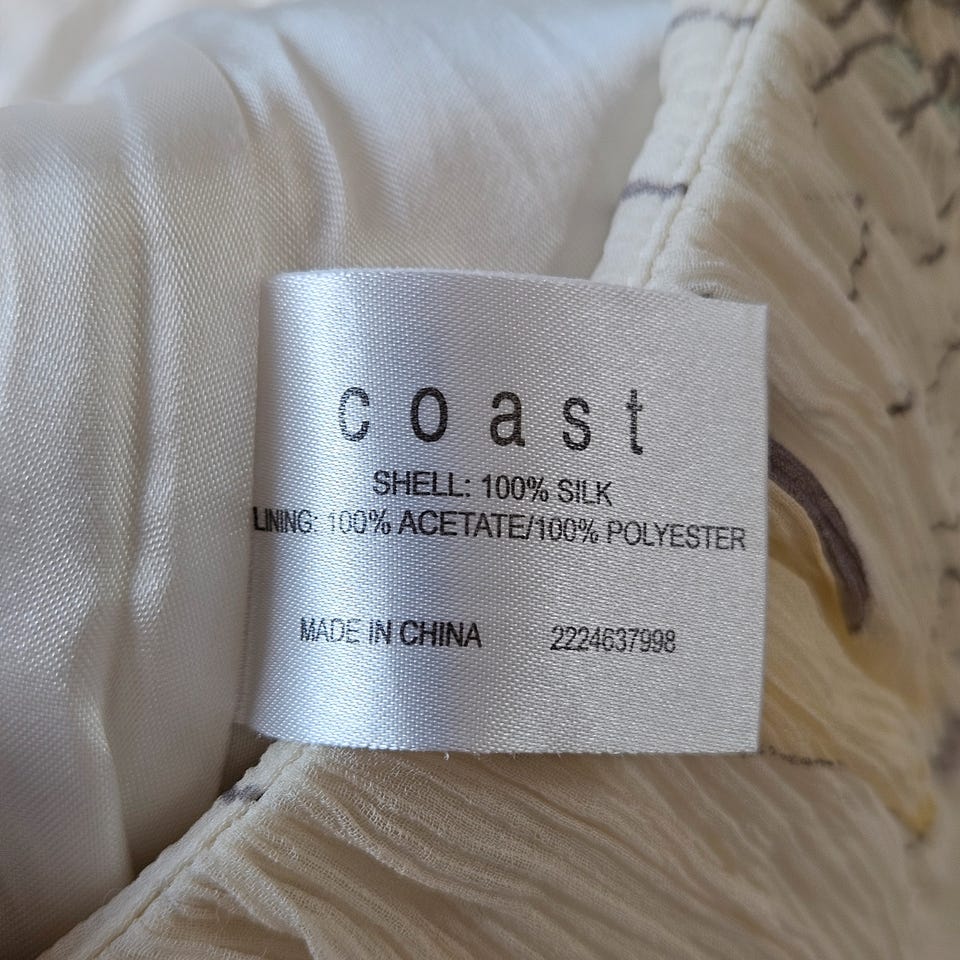 coast
SHELL: 100% SILK
LINING: 100% ACETATE/100% POLYESTER
MADE IN CHINA 2224637998